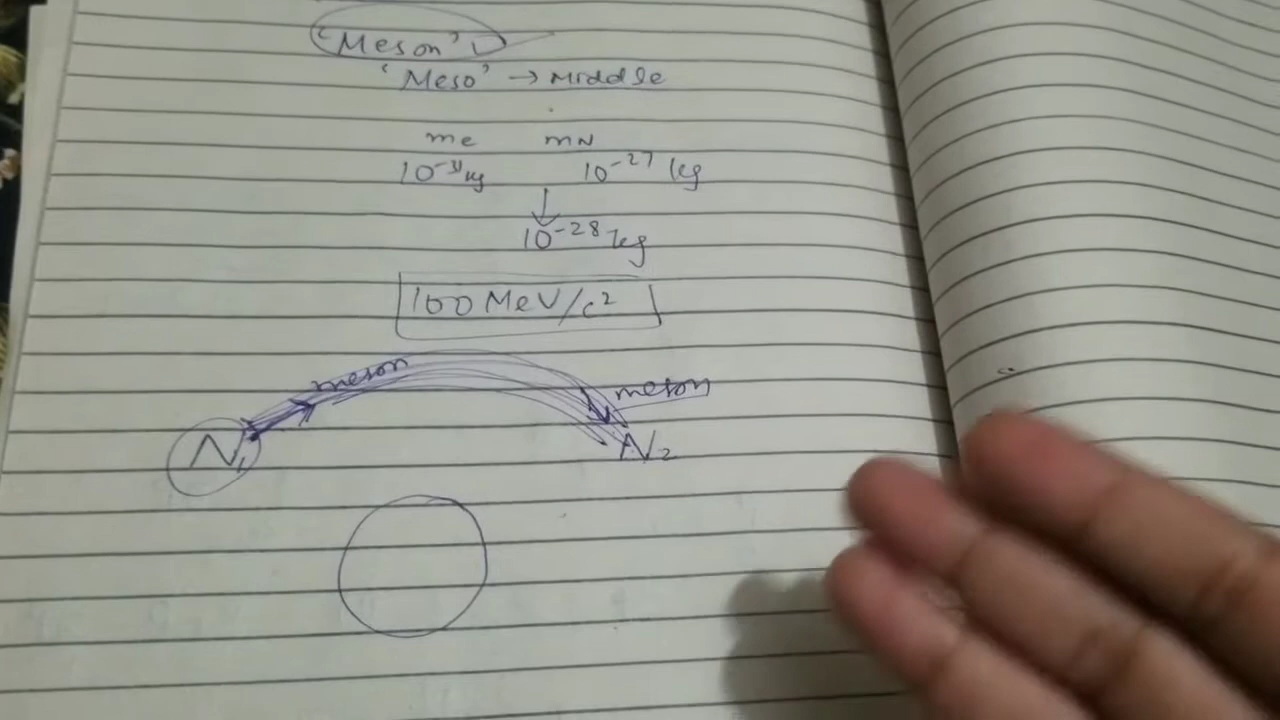 'Meson'
'Meso' → Middle
me mN
10⁻³¹kg 10⁻²⁷ kg
↓
10⁻²⁸ kg
100 MeV/c²
meson meson
N₁ N₂